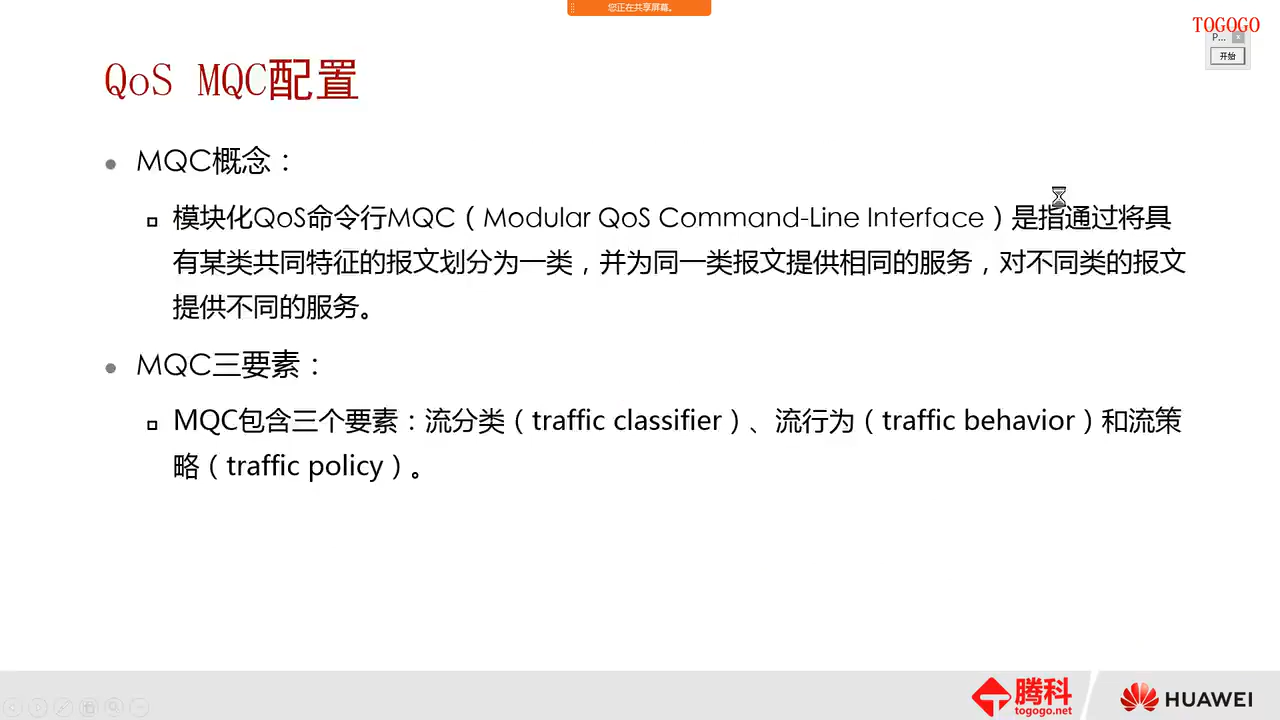 您正在共享屏幕。
TOGOGO
P...
开始
QoS MQC配置
MQC概念：
模块化QoS命令行MQC（Modular QoS Command-Line Interface）是指通过将具
有某类共同特征的报文划分为一类，并为同一类报文提供相同的服务，对不同类的报文
提供不同的服务。
MQC三要素：
MQC包含三个要素：流分类（traffic classifier）、流行为（traffic behavior）和流策
略（traffic policy）。
腾科
togogo.net
HUAWEI